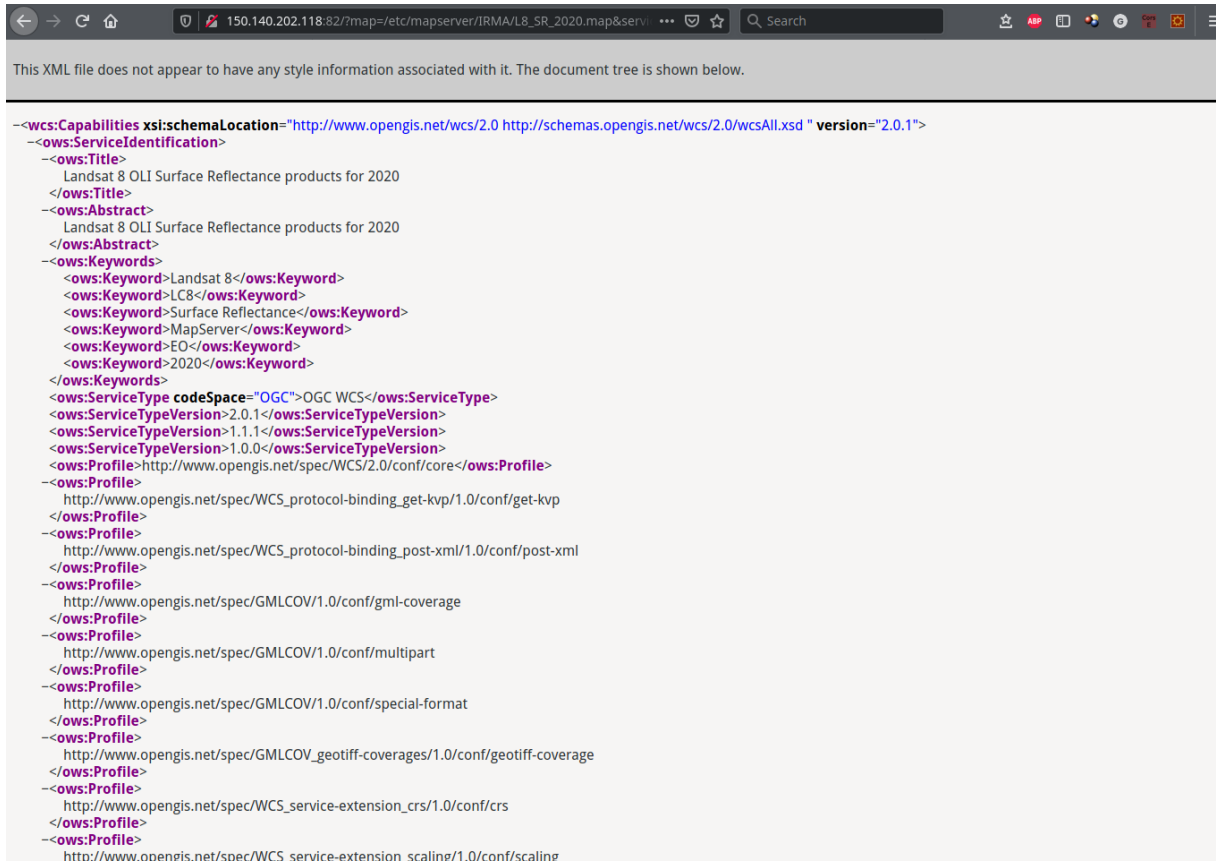 150.140.202.118:82/?map=/etc/mapserver/IRMA/L8_SR_2020.map&servi
Search
ABP
G
This XML file does not appear to have any style information associated with it. The document tree is shown below.
−<wcs:Capabilities xsi:schemaLocation="http://www.opengis.net/wcs/2.0 http://schemas.opengis.net/wcs/2.0/wcsAll.xsd " version="2.0.1">
−<ows:ServiceIdentification>
−<ows:Title>
Landsat 8 OLI Surface Reflectance products for 2020
</ows:Title>
−<ows:Abstract>
Landsat 8 OLI Surface Reflectance products for 2020
</ows:Abstract>
−<ows:Keywords>
<ows:Keyword>Landsat 8</ows:Keyword>
<ows:Keyword>LC8</ows:Keyword>
<ows:Keyword>Surface Reflectance</ows:Keyword>
<ows:Keyword>MapServer</ows:Keyword>
<ows:Keyword>EO</ows:Keyword>
<ows:Keyword>2020</ows:Keyword>
</ows:Keywords>
<ows:ServiceType codeSpace="OGC">OGC WCS</ows:ServiceType>
<ows:ServiceTypeVersion>2.0.1</ows:ServiceTypeVersion>
<ows:ServiceTypeVersion>1.1.1</ows:ServiceTypeVersion>
<ows:ServiceTypeVersion>1.0.0</ows:ServiceTypeVersion>
<ows:Profile>http://www.opengis.net/spec/WCS/2.0/conf/core</ows:Profile>
−<ows:Profile>
http://www.opengis.net/spec/WCS_protocol-binding_get-kvp/1.0/conf/get-kvp
</ows:Profile>
−<ows:Profile>
http://www.opengis.net/spec/WCS_protocol-binding_post-xml/1.0/conf/post-xml
</ows:Profile>
−<ows:Profile>
http://www.opengis.net/spec/GMLCOV/1.0/conf/gml-coverage
</ows:Profile>
−<ows:Profile>
http://www.opengis.net/spec/GMLCOV/1.0/conf/multipart
</ows:Profile>
−<ows:Profile>
http://www.opengis.net/spec/GMLCOV/1.0/conf/special-format
</ows:Profile>
−<ows:Profile>
http://www.opengis.net/spec/GMLCOV_geotiff-coverages/1.0/conf/geotiff-coverage
</ows:Profile>
−<ows:Profile>
http://www.opengis.net/spec/WCS_service-extension_crs/1.0/conf/crs
</ows:Profile>
−<ows:Profile>
http://www.opengis.net/spec/WCS_service-extension_scaling/1.0/conf/scaling